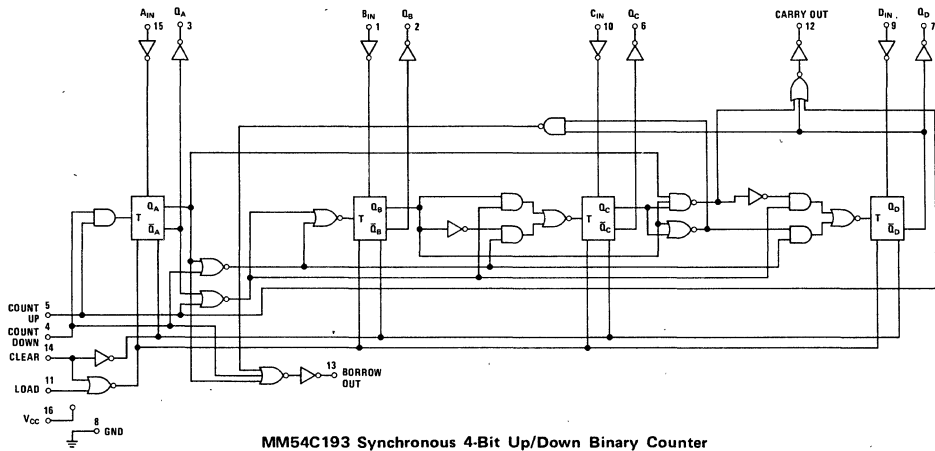 A_IN Q_A B_IN Q_B C_IN Q_C CARRY OUT D_IN Q_D
15 3 1 2 10 6 12 9 7
Q_A
T
Q̅_A
Q_B
T
Q̅_B
Q_C
T
Q̅_C
Q_D
T
Q̅_D
COUNT UP 5
COUNT DOWN 4
CLEAR 14
LOAD 11
13 BORROW OUT
V_CC 16
8 GND
MM54C193 Synchronous 4-Bit Up/Down Binary Counter